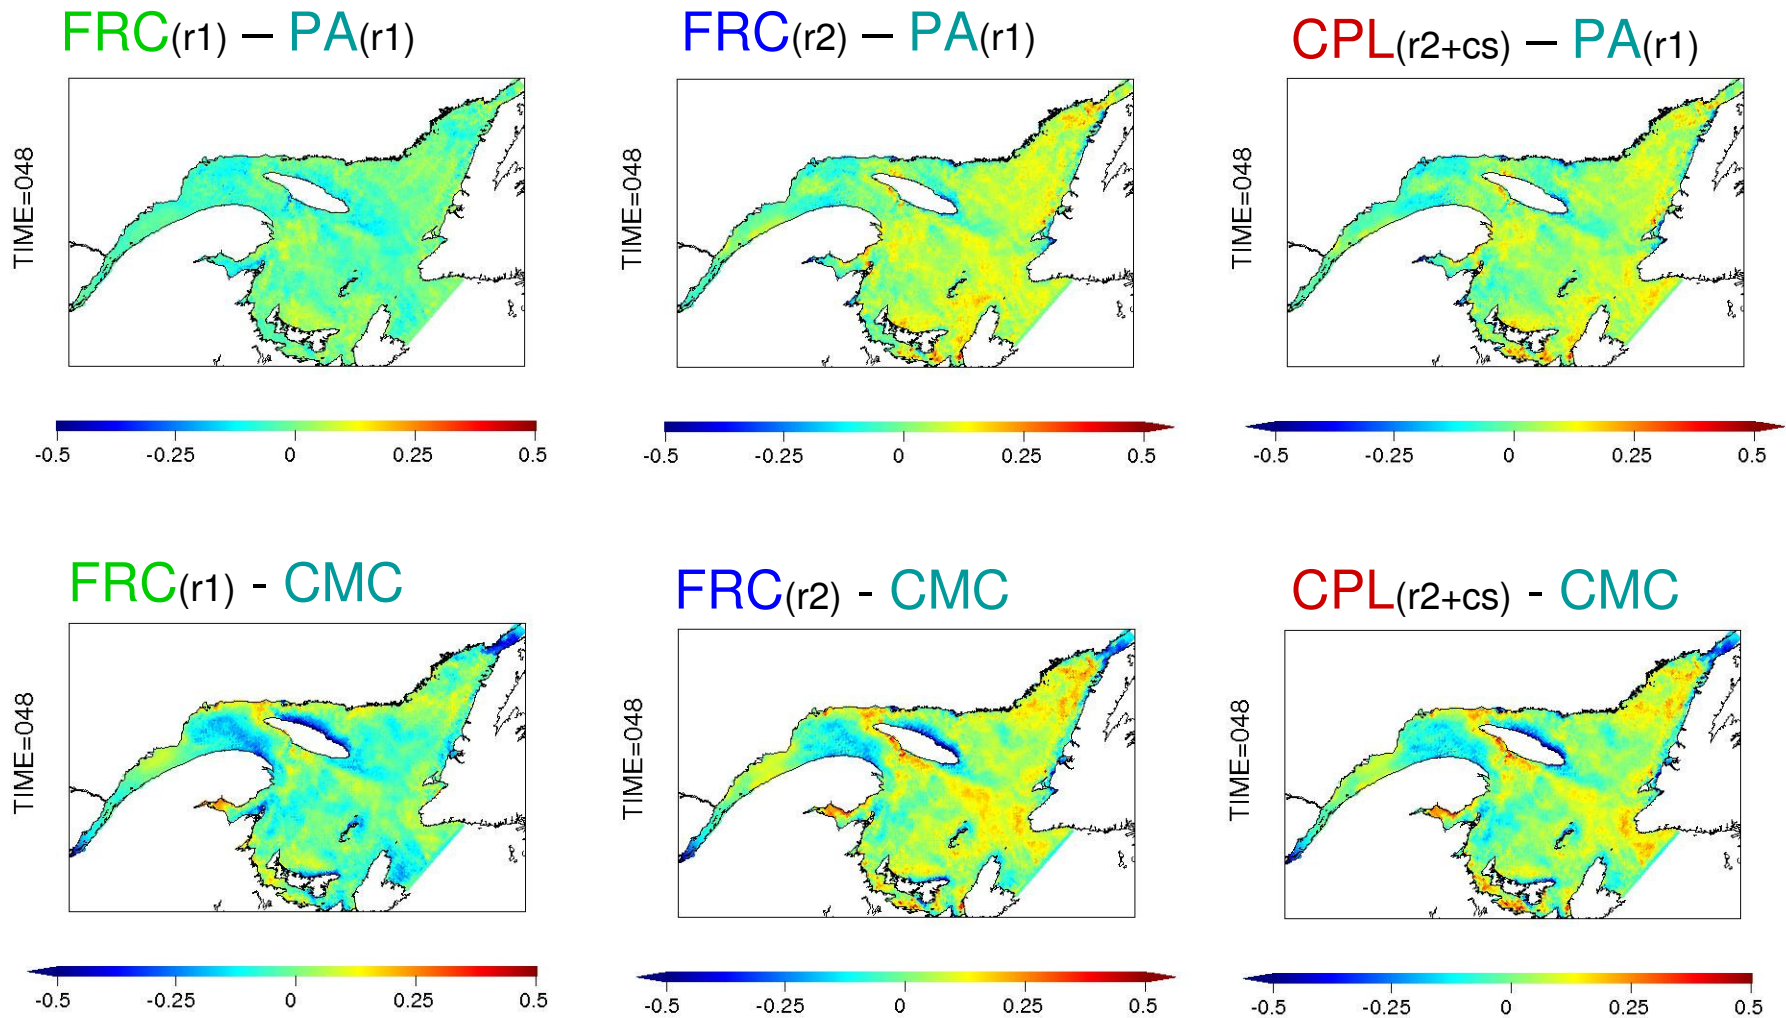 FRC(r1) – PA(r1)
FRC(r2) – PA(r1)
CPL(r2+cs) – PA(r1)
TIME=048
TIME=048
TIME=048
-0.5 -0.25 0 0.25 0.5
-0.5 -0.25 0 0.25 0.5
-0.5 -0.25 0 0.25 0.5
FRC(r1) - CMC
FRC(r2) - CMC
CPL(r2+cs) - CMC
TIME=048
TIME=048
TIME=048
-0.5 -0.25 0 0.25 0.5
-0.5 -0.25 0 0.25 0.5
-0.5 -0.25 0 0.25 0.5